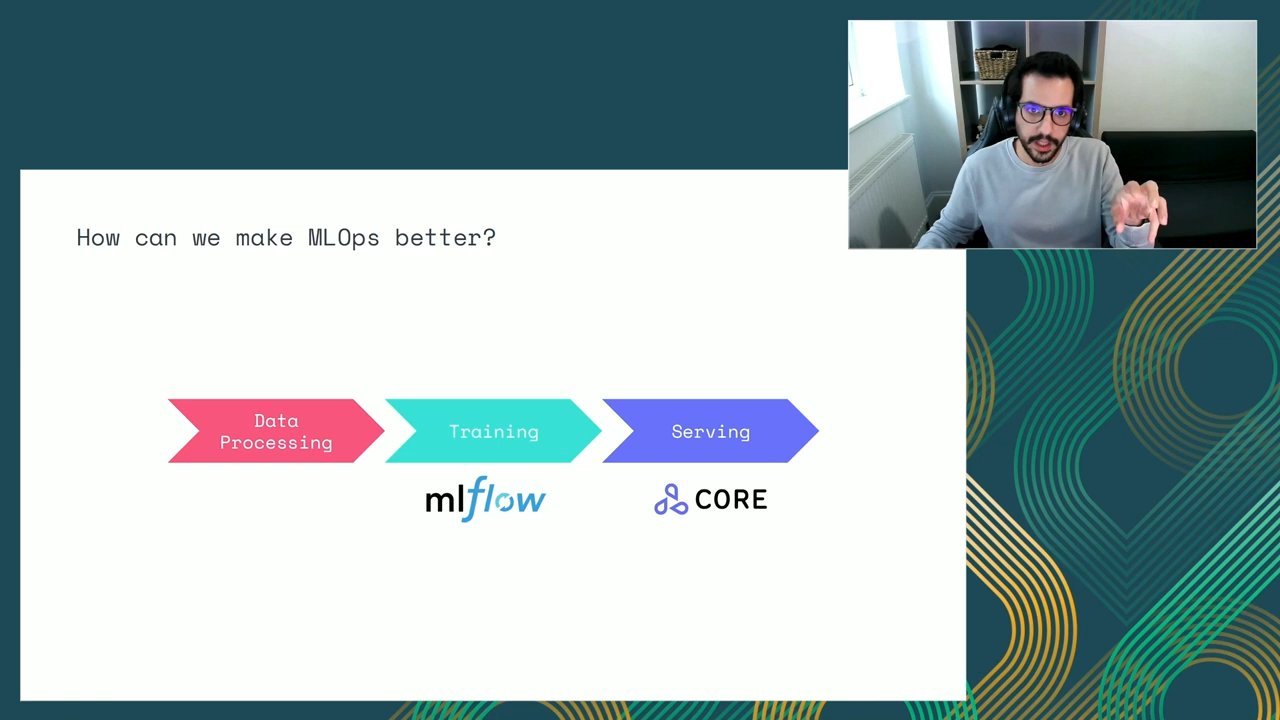 How can we make MLOps better?
Data
Processing
Training
Serving
mlflow
CORE